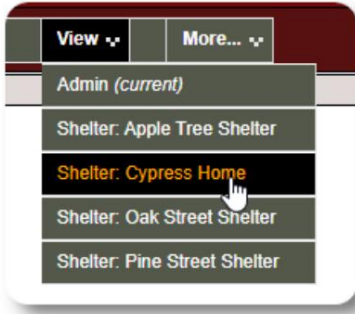 View More...
Admin (current)
Shelter: Apple Tree Shelter
Shelter: Cypress Home
Shelter: Oak Street Shelter
Shelter: Pine Street Shelter